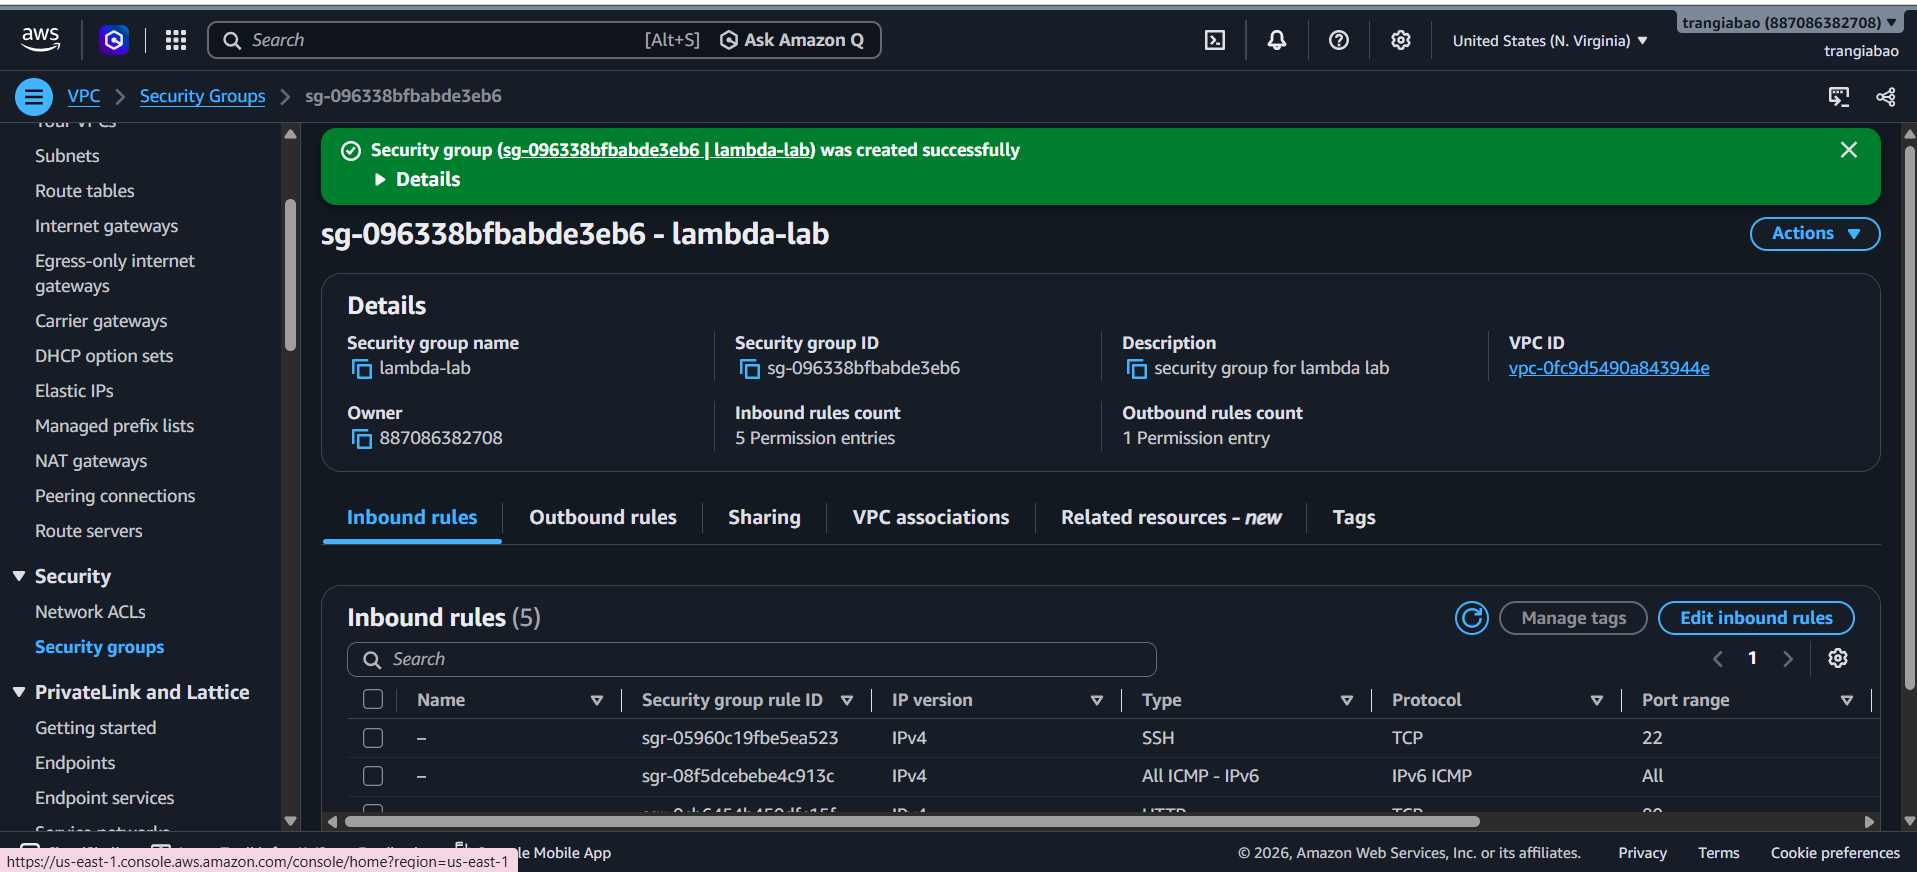 aws
Search [Alt+S] Ask Amazon Q
United States (N. Virginia)
trangiabao (887086382708)
trangiabao
VPC > Security Groups > sg-096338bfbabde3eb6
Your VPCs
Subnets
Route tables
Internet gateways
Egress-only internet
gateways
Carrier gateways
DHCP option sets
Elastic IPs
Managed prefix lists
NAT gateways
Peering connections
Route servers
Security
Network ACLs
Security groups
PrivateLink and Lattice
Getting started
Endpoints
Endpoint services
Service networks
Security group (sg-096338bfbabde3eb6 | lambda-lab) was created successfully
Details
sg-096338bfbabde3eb6 - lambda-lab
Actions
Details
Security group name
lambda-lab
Security group ID
sg-096338bfbabde3eb6
Description
security group for lambda lab
VPC ID
vpc-0fc9d5490a843944e
Owner
887086382708
Inbound rules count
5 Permission entries
Outbound rules count
1 Permission entry
Inbound rules Outbound rules Sharing VPC associations Related resources - new Tags
Inbound rules (5)
Manage tags Edit inbound rules
Search
1
Name Security group rule ID IP version Type Protocol Port range
– sgr-05960c19fbe5ea523 IPv4 SSH TCP 22
– sgr-08f5dcebebe4c913c IPv4 All ICMP - IPv6 IPv6 ICMP All
IPv4 HTTP TCP 80
Mobile App
© 2026, Amazon Web Services, Inc. or its affiliates. Privacy Terms Cookie preferences
https://us-east-1.console.aws.amazon.com/console/home?region=us-east-1